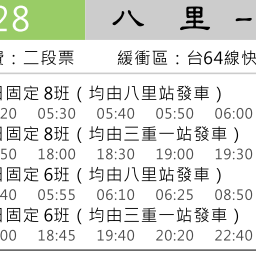 28 八 里 -
費：二段票 緩衝區：台64線快
日固定 8班 ( 均由八里站發車 )
20 05:30 05:40 05:50 06:00
日固定 8班 ( 均由三重一站發車 )
50 18:00 18:30 19:00 19:30
日固定 6班 ( 均由八里站發車 )
40 05:55 06:10 06:25 08:50
日固定 6班 ( 均由三重一站發車 )
00 18:45 19:40 20:20 22:40